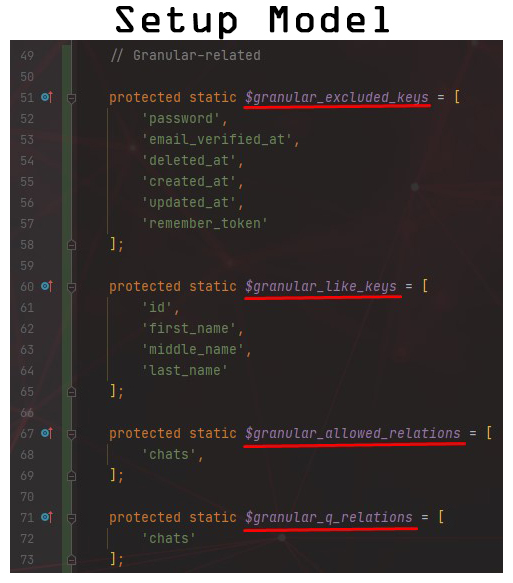 Setup Model
49 // Granular-related
50
51 protected static $granular_excluded_keys = [
52 'password',
53 'email_verified_at',
54 'deleted_at',
55 'created_at',
56 'updated_at',
57 'remember_token'
58 ];
59
60 protected static $granular_like_keys = [
61 'id',
62 'first_name',
63 'middle_name',
64 'last_name'
65 ];
66
67 protected static $granular_allowed_relations = [
68 'chats',
69 ];
70
71 protected static $granular_q_relations = [
72 'chats'
73 ];